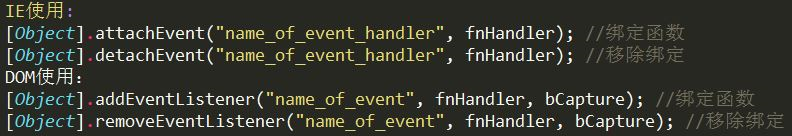 IE使用:
[Object].attachEvent("name_of_event_handler", fnHandler); //绑定函数
[Object].detachEvent("name_of_event_handler", fnHandler); //移除绑定
DOM使用:
[Object].addEventListener("name_of_event", fnHandler, bCapture); //绑定函数
[Object].removeEventListener("name_of_event", fnHandler, bCapture); //移除绑定